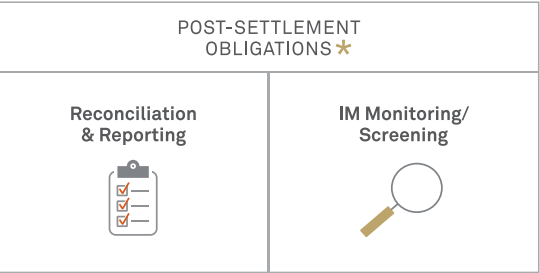 POST-SETTLEMENT
OBLIGATIONS*
Reconciliation
& Reporting
IM Monitoring/
Screening